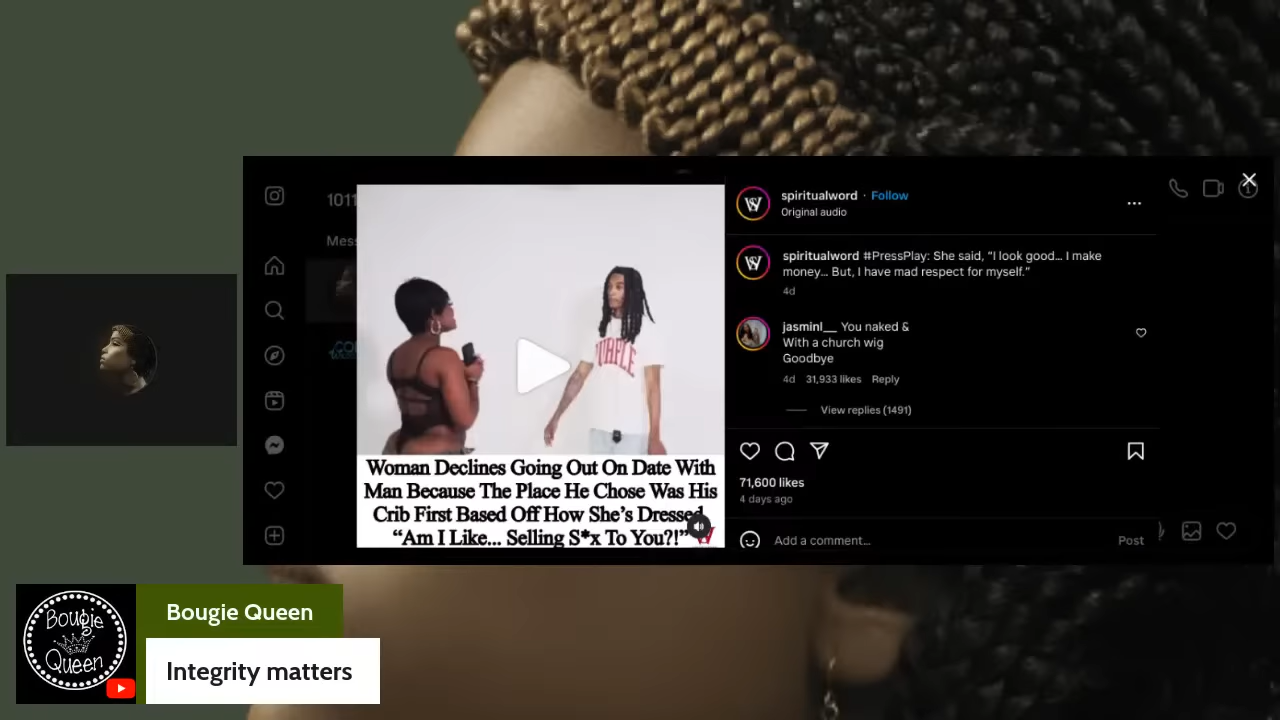 1011
Mess
spiritualword · Follow
Original audio
spiritualword #PressPlay: She said, “I look good… I make
money… But, I have mad respect for myself.”
4d
jasminl__ You naked &
With a church wig
Goodbye
4d 31,933 likes Reply
View replies (1491)
71,600 likes
4 days ago
Add a comment…
Post
PURPLE
Woman Declines Going Out On Date With
Man Because The Place He Chose Was His
Crib First Based Off How She’s Dressed.
“Am I Like... Selling S*x To You?!”
W
Bougie
Queen
Bougie Queen
Integrity matters